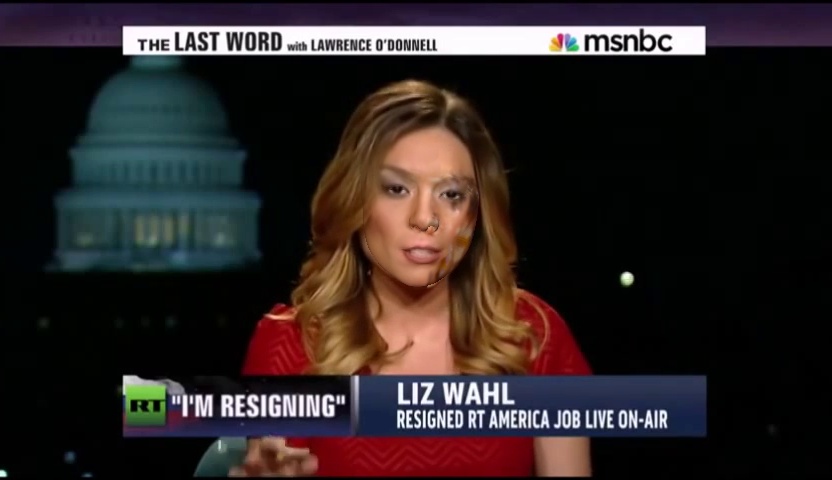 THE LAST WORD with LAWRENCE O'DONNELL
msnbc
RT
"I'M RESIGNING"
LIZ WAHL
RESIGNED RT AMERICA JOB LIVE ON-AIR